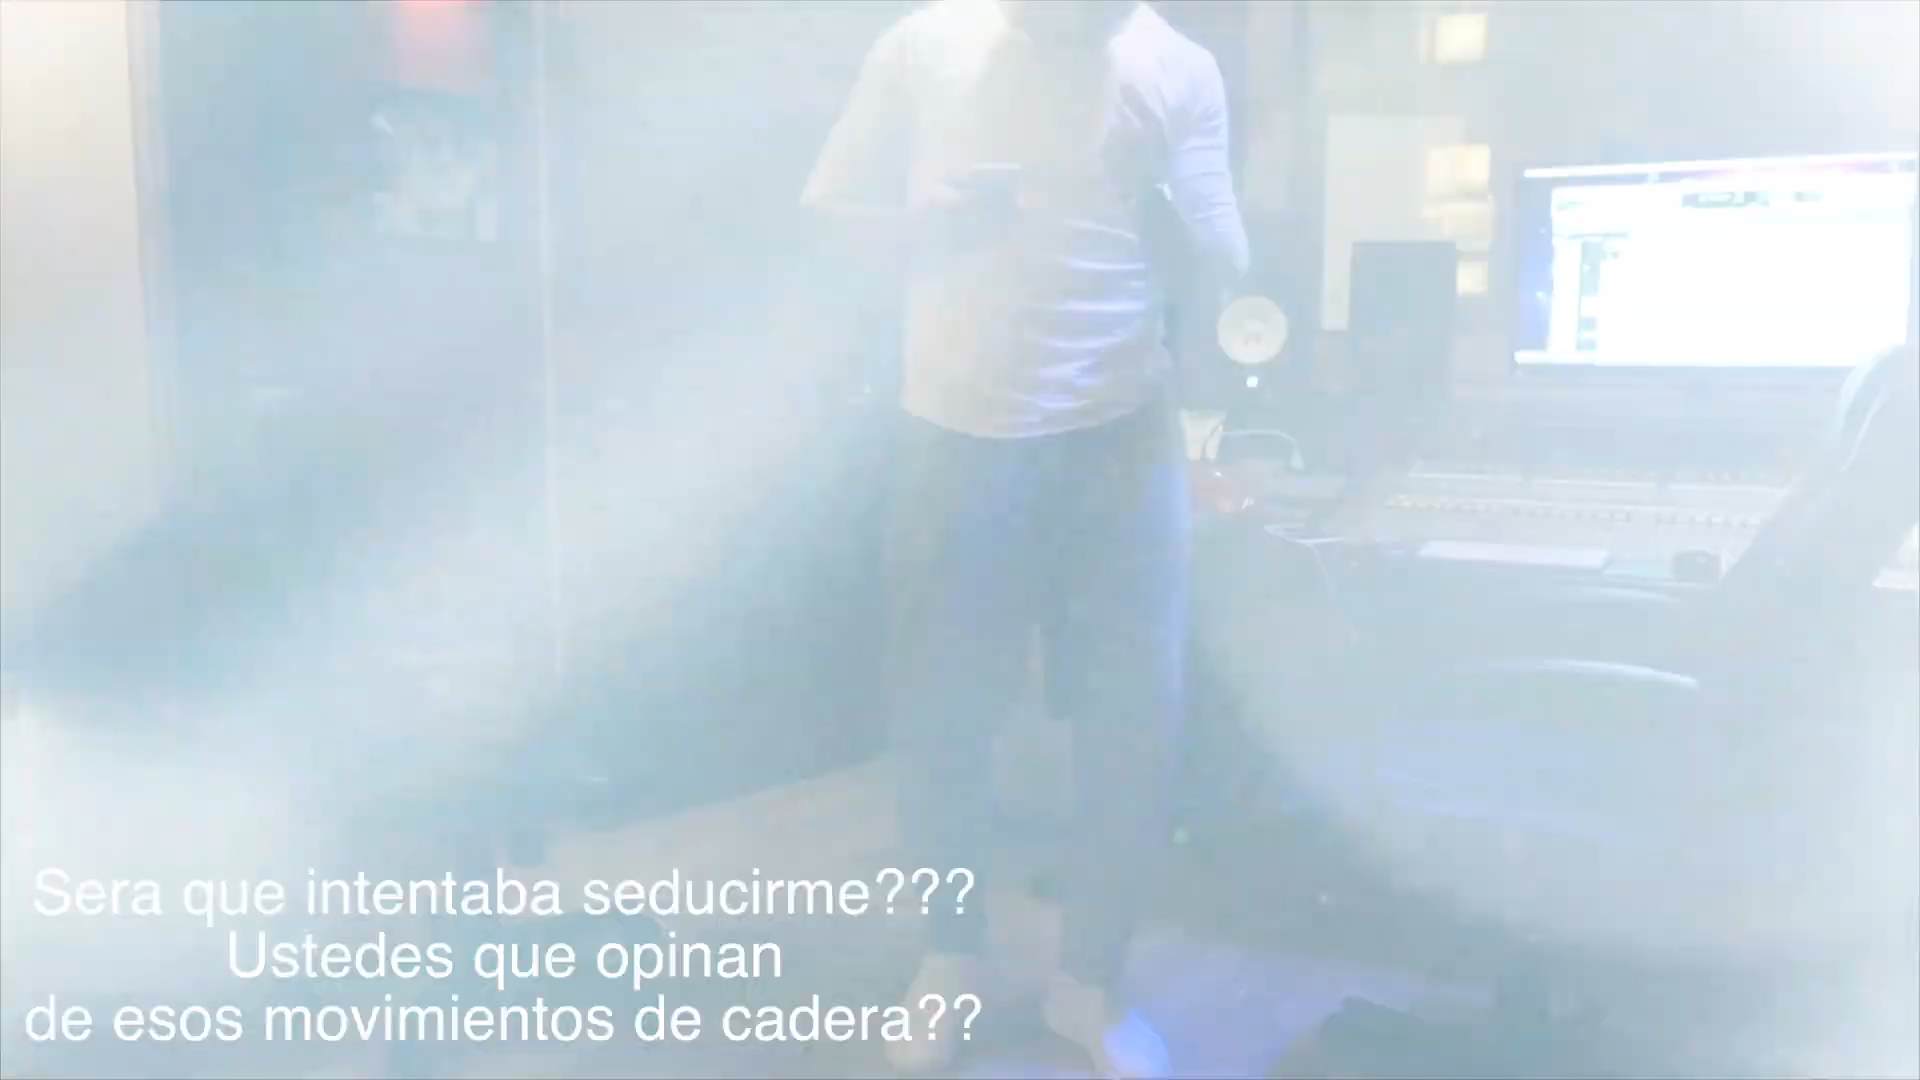 Sera que intentaba seducirme???
Ustedes que opinan
de esos movimientos de cadera??